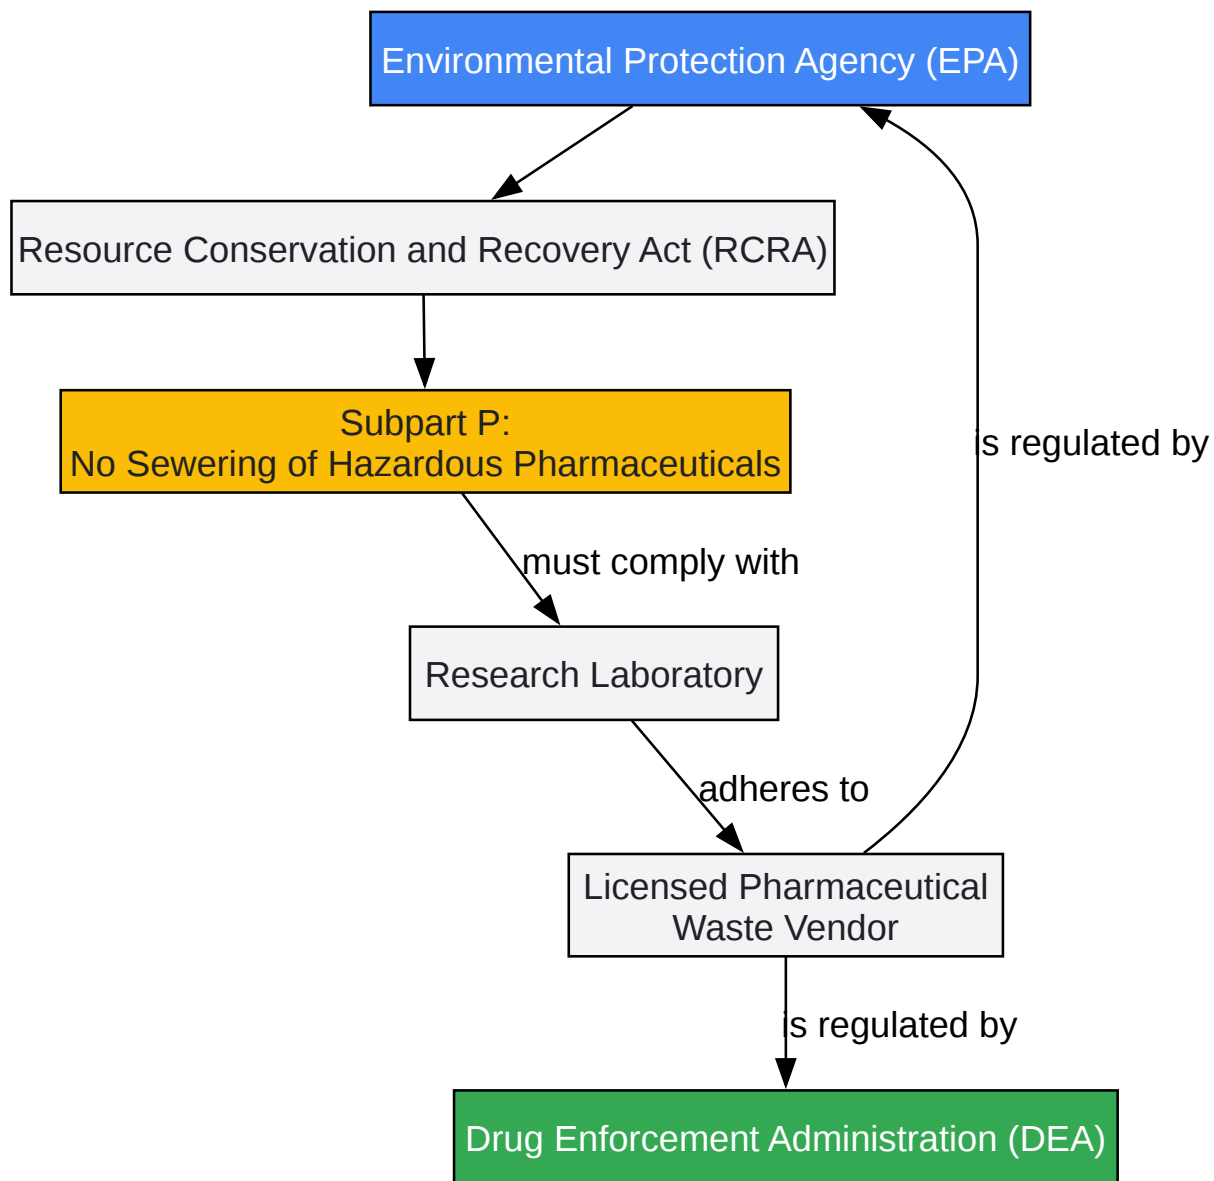 Environmental Protection Agency (EPA)
Resource Conservation and Recovery Act (RCRA)
Subpart P:
No Sewering of Hazardous Pharmaceuticals
is regulated by
must comply with
Research Laboratory
adheres to
Licensed Pharmaceutical
Waste Vendor
is regulated by
Drug Enforcement Administration (DEA)